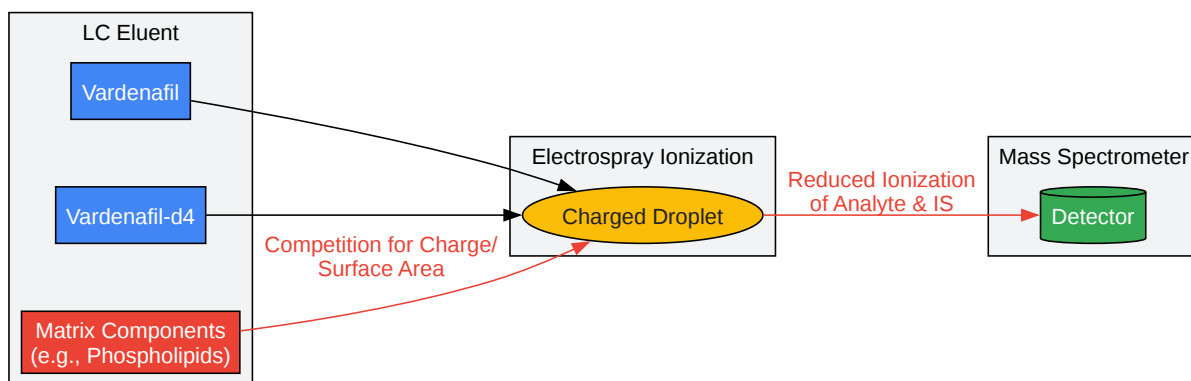 LC Eluent
Vardenafil
Vardenafil-d4
Matrix Components
(e.g., Phospholipids)
Competition for Charge/
Surface Area
Electrospray Ionization
Charged Droplet
Reduced Ionization
of Analyte & IS
Mass Spectrometer
Detector